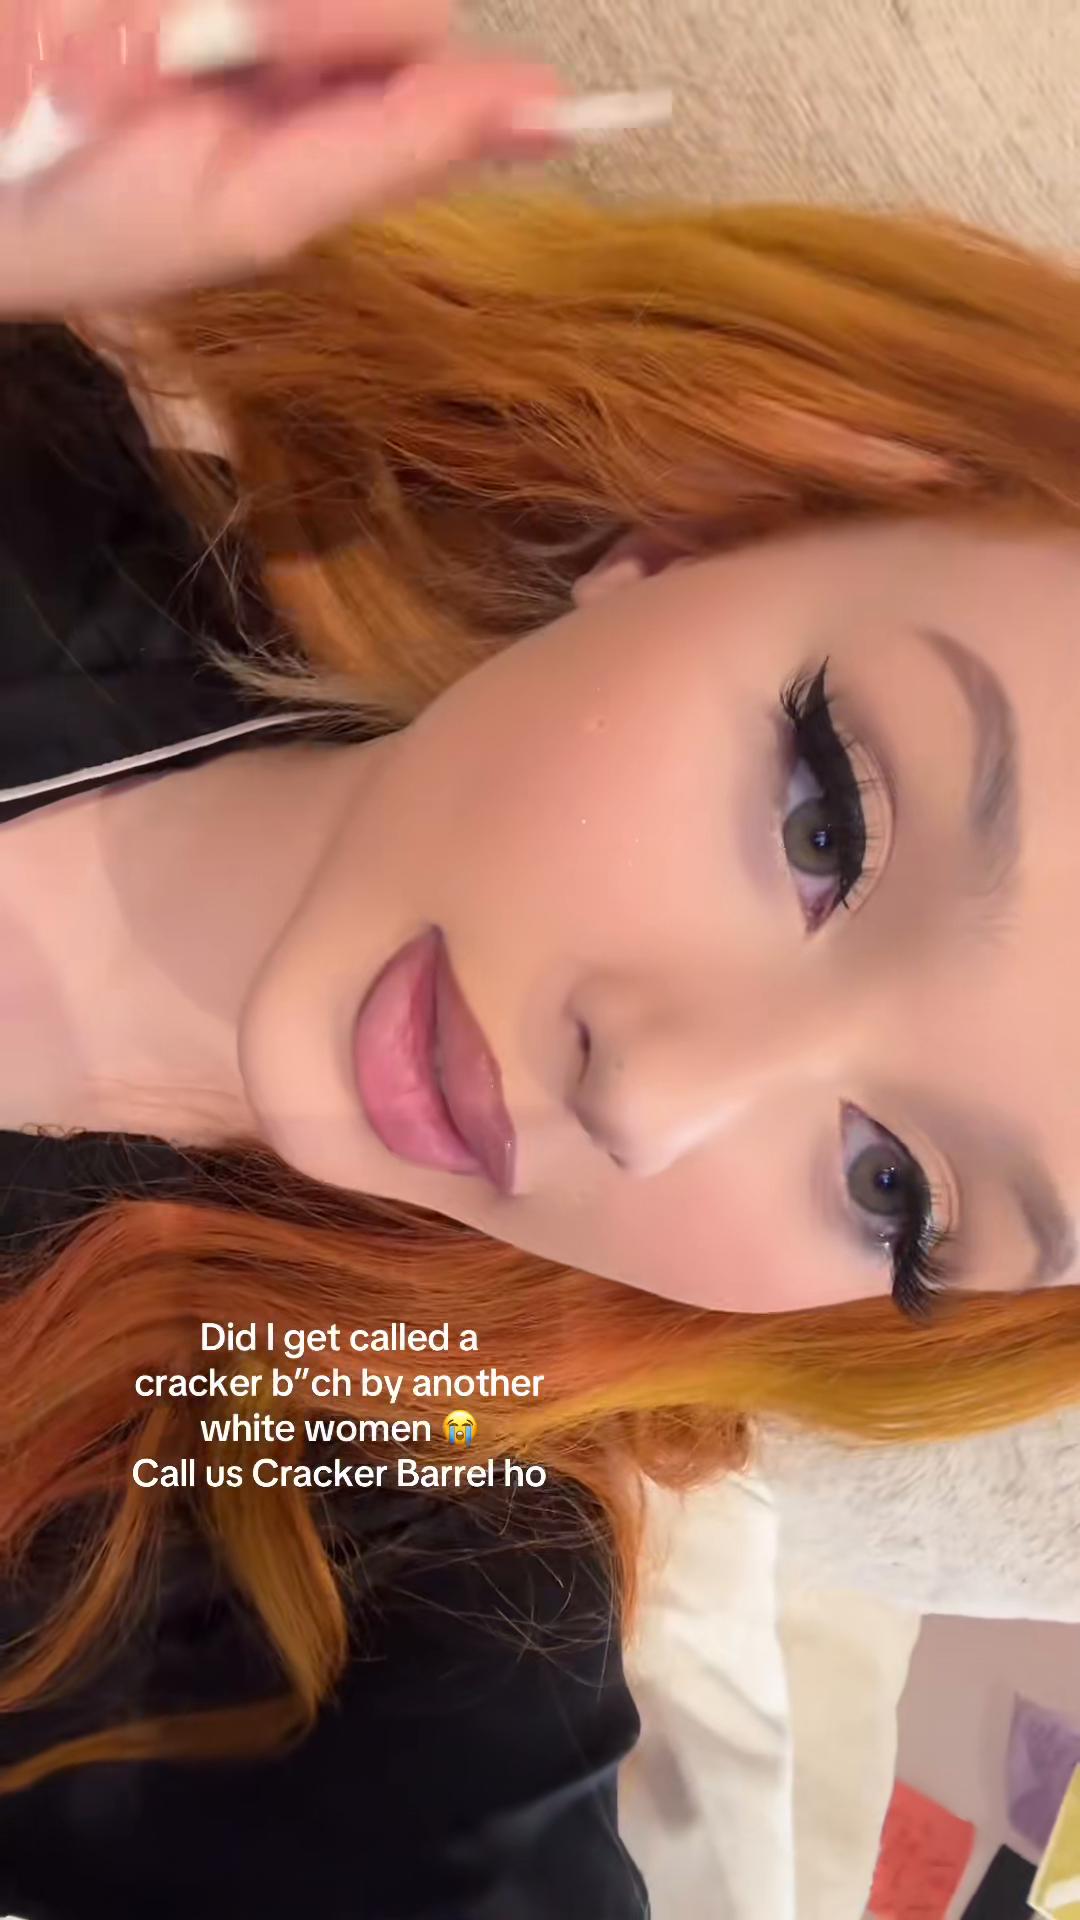 Did I get called a
cracker b”ch by another
white women 😭
Call us Cracker Barrel ho